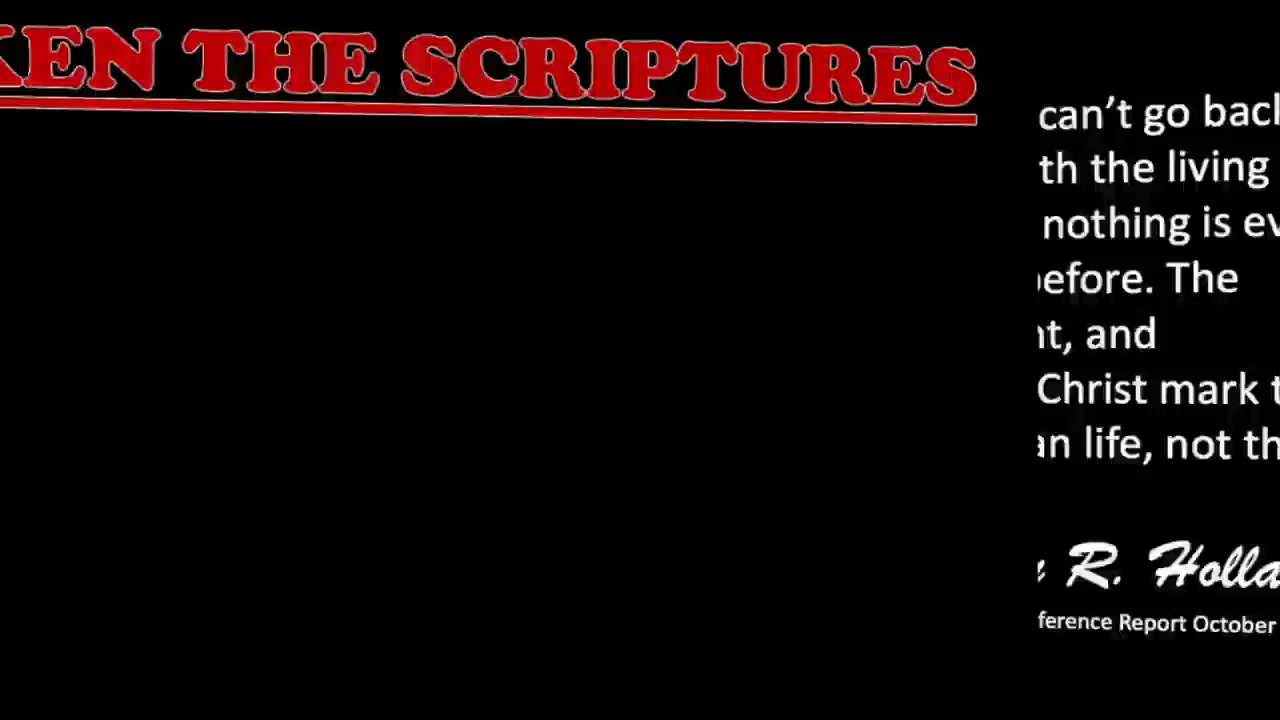 KEN THE SCRIPTURES
can't go back
th the living
nothing is ev
before. The
nt, and
Christ mark t
an life, not th
R. Holla
ference Report October